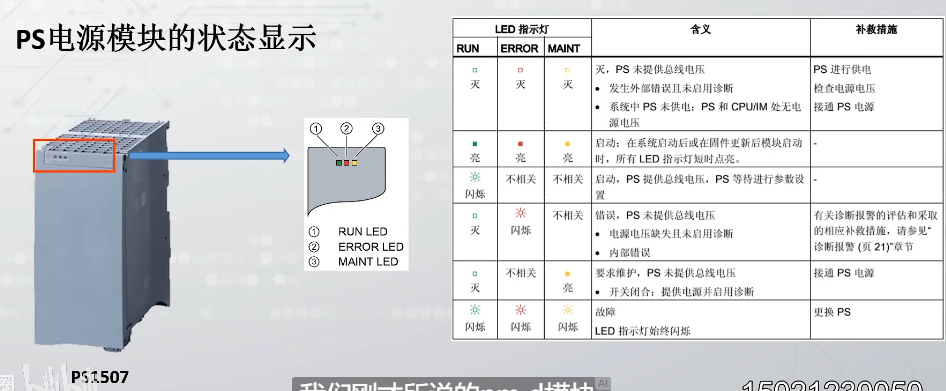 PS电源模块的状态显示
①
②
③
① RUN LED
② ERROR LED
③ MAINT LED
PS1507
LED 指示灯 含义 补救措施
RUN ERROR MAINT
灭 灭 灭
灭，PS 未提供总线电压
• 发生外部错误且未启用诊断
• 系统中 PS 未供电；PS 和 CPU/IM 处无电
源电压
PS 进行供电
检查电源电压
接通 PS 电源
亮 亮 亮
启动；在系统启动后或在固件更新后模块启动
时，所有 LED 指示灯短时点亮。
-
闪烁 不相关 不相关
启动，PS 提供总线电压，PS 等待进行参数设
置
-
灭 闪烁 不相关
错误，PS 未提供总线电压
• 电源电压缺失且未启用诊断
• 内部错误
有关诊断报警的评估和采取
的相应补救措施，请参见“
诊断报警 (页 21)”章节
灭 不相关 亮
要求维护，PS 未提供总线电压
• 开关闭合；提供电源并启用诊断
接通 PS 电源
闪烁 闪烁 闪烁
故障
LED 指示灯始终闪烁
更换 PS
我们刚才所说的pm d模块
AI
15021230050